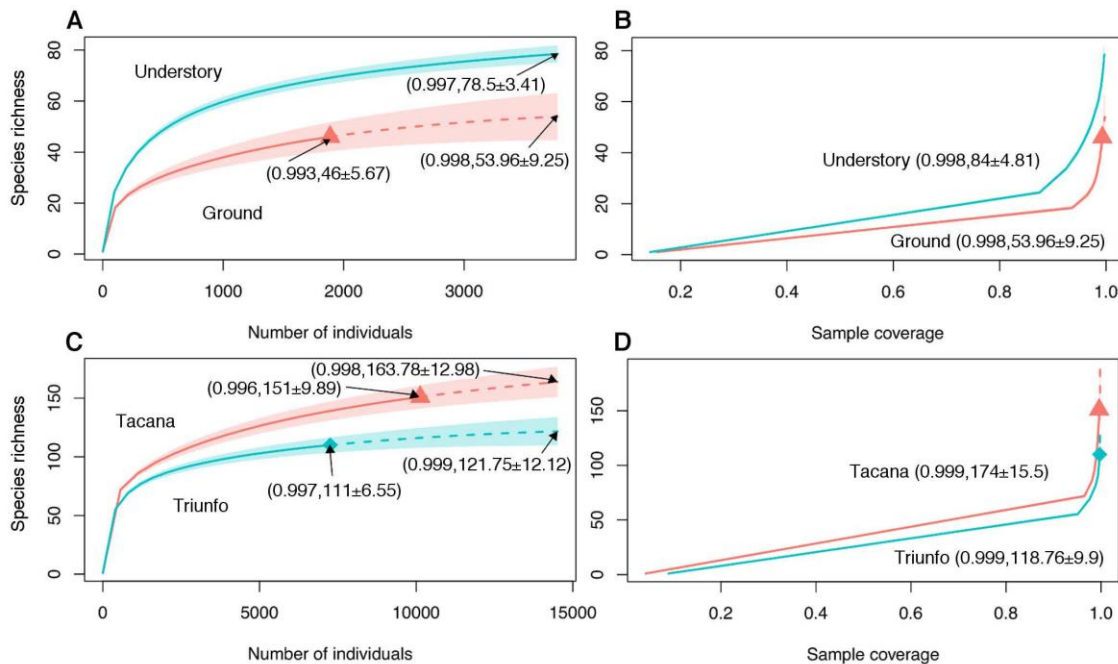 A
Species richness
80
60
40
20
0
Understory
(0.997,78.5±3.41)
(0.998,53.96±9.25)
(0.993,46±5.67)
Ground
0 1000 2000 3000
Number of individuals
B
80
60
40
20
0
Understory (0.998,84±4.81)
Ground (0.998,53.96±9.25)
0.2 0.4 0.6 0.8 1.0
Sample coverage
C
Species richness
150
100
50
0
(0.998,163.78±12.98)
(0.996,151±9.89)
Tacana
(0.999,121.75±12.12)
(0.997,111±6.55)
Triunfo
0 5000 10000 15000
Number of individuals
D
150
100
50
0
Tacana (0.999,174±15.5)
Triunfo (0.999,118.76±9.9)
0.2 0.4 0.6 0.8 1.0
Sample coverage